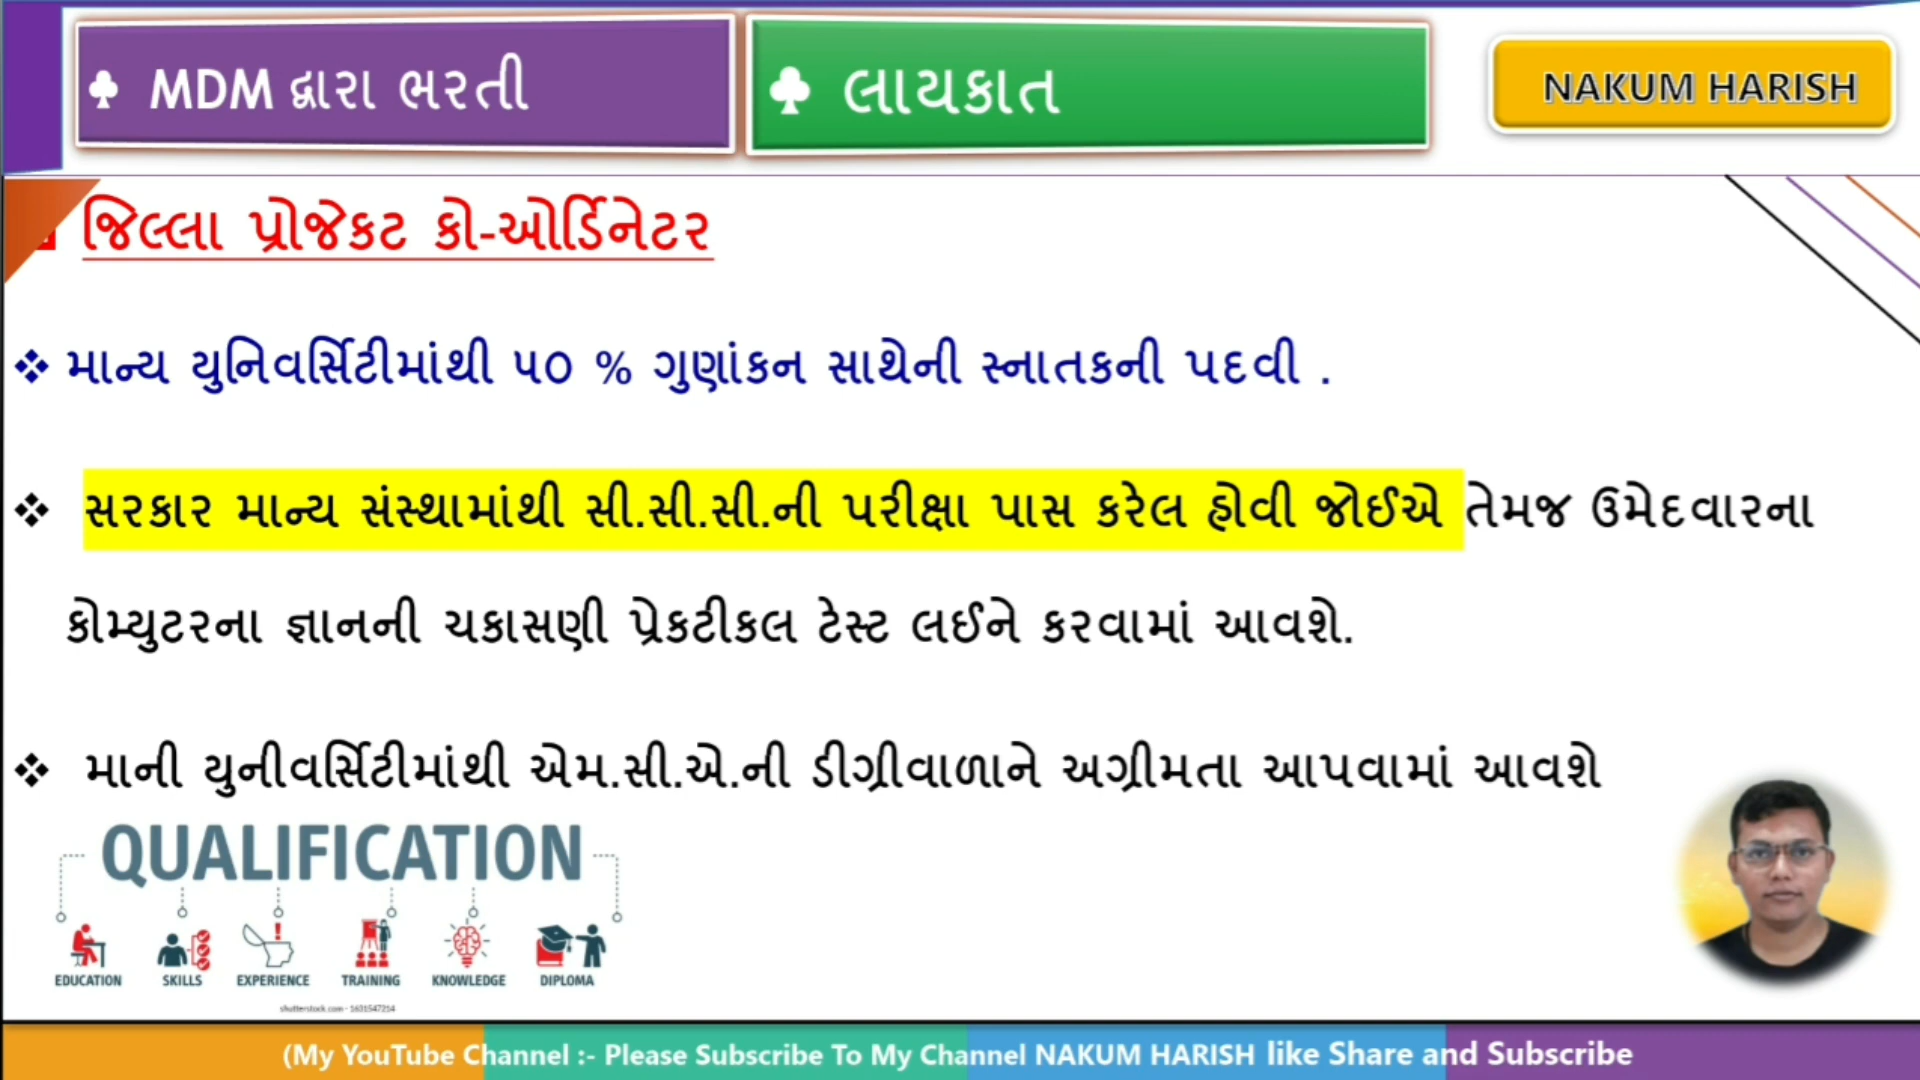 MDM દ્વારા ભરતી
લાયકાત
NAKUM HARISH
જિલ્લા પ્રોજેકટ કો-ઓર્ડિનેટર
માન્ય યુનિવર્સિટીમાંથી ૫૦ % ગુણાંકન સાથેની સ્નાતકની પદવી .
સરકાર માન્ય સંસ્થામાંથી સી.સી.સી.ની પરીક્ષા પાસ કરેલ હોવી જોઈએ તેમજ ઉમેદવારના
કોમ્યુટરના જ્ઞાનની ચકાસણી પ્રેકટીકલ ટેસ્ટ લઈને કરવામાં આવશે.
માની યુનીવર્સિટીમાંથી એમ.સી.એ.ની ડીગ્રીવાળાને અગ્રીમતા આપવામાં આવશે
QUALIFICATION
EDUCATION SKILLS EXPERIENCE TRAINING KNOWLEDGE DIPLOMA
shutterstock.com - 1601547214
(My YouTube Channel :- Please Subscribe To My Channel NAKUM HARISH like Share and Subscribe